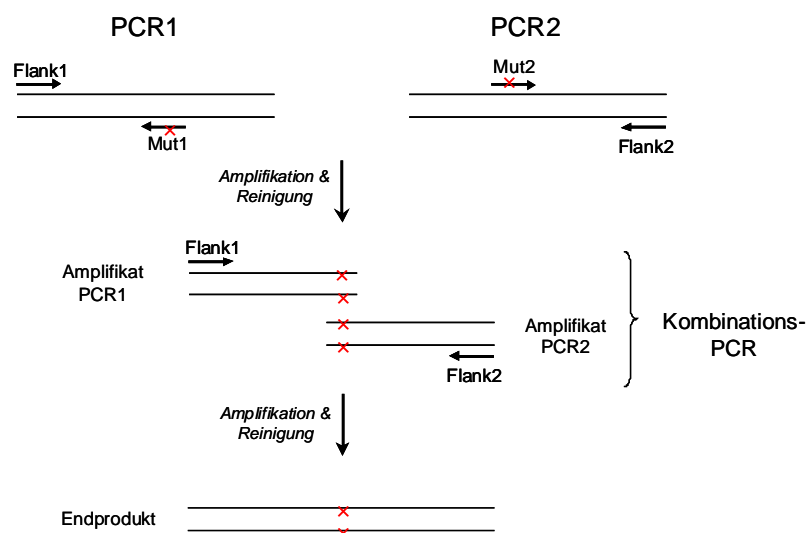 PCR1
PCR2
Flank1
Mut2
Mut1
Flank2
Amplifikation &
Reinigung
Flank1
Amplifikat
PCR1
Amplifikat
PCR2
Kombinations-
PCR
Flank2
Amplifikation &
Reinigung
Endprodukt